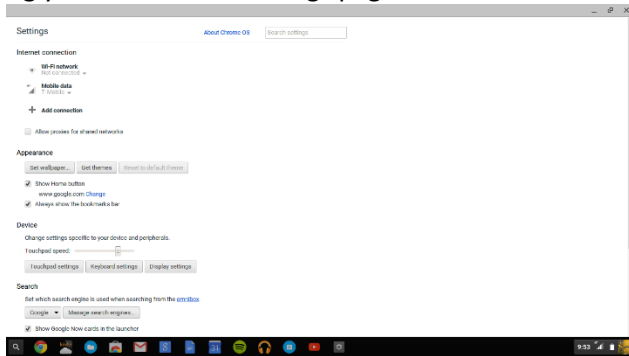 Settings
About Chrome OS
Search settings
Internet connection
Wi-Fi network
Not connected
Mobile data
T-Mobile
Add connection
Allow proxies for shared networks
Appearance
Set wallpaper... Get themes Reset to default theme
Show Home button
www.google.com Change
Always show the bookmarks bar
Device
Change settings specific to your device and peripherals.
Touchpad speed:
Touchpad settings Keyboard settings Display settings
Search
Set which search engine is used when searching from the omnibox.
Google Manage search engines...
Show Google Now cards in the launcher
31
9:53